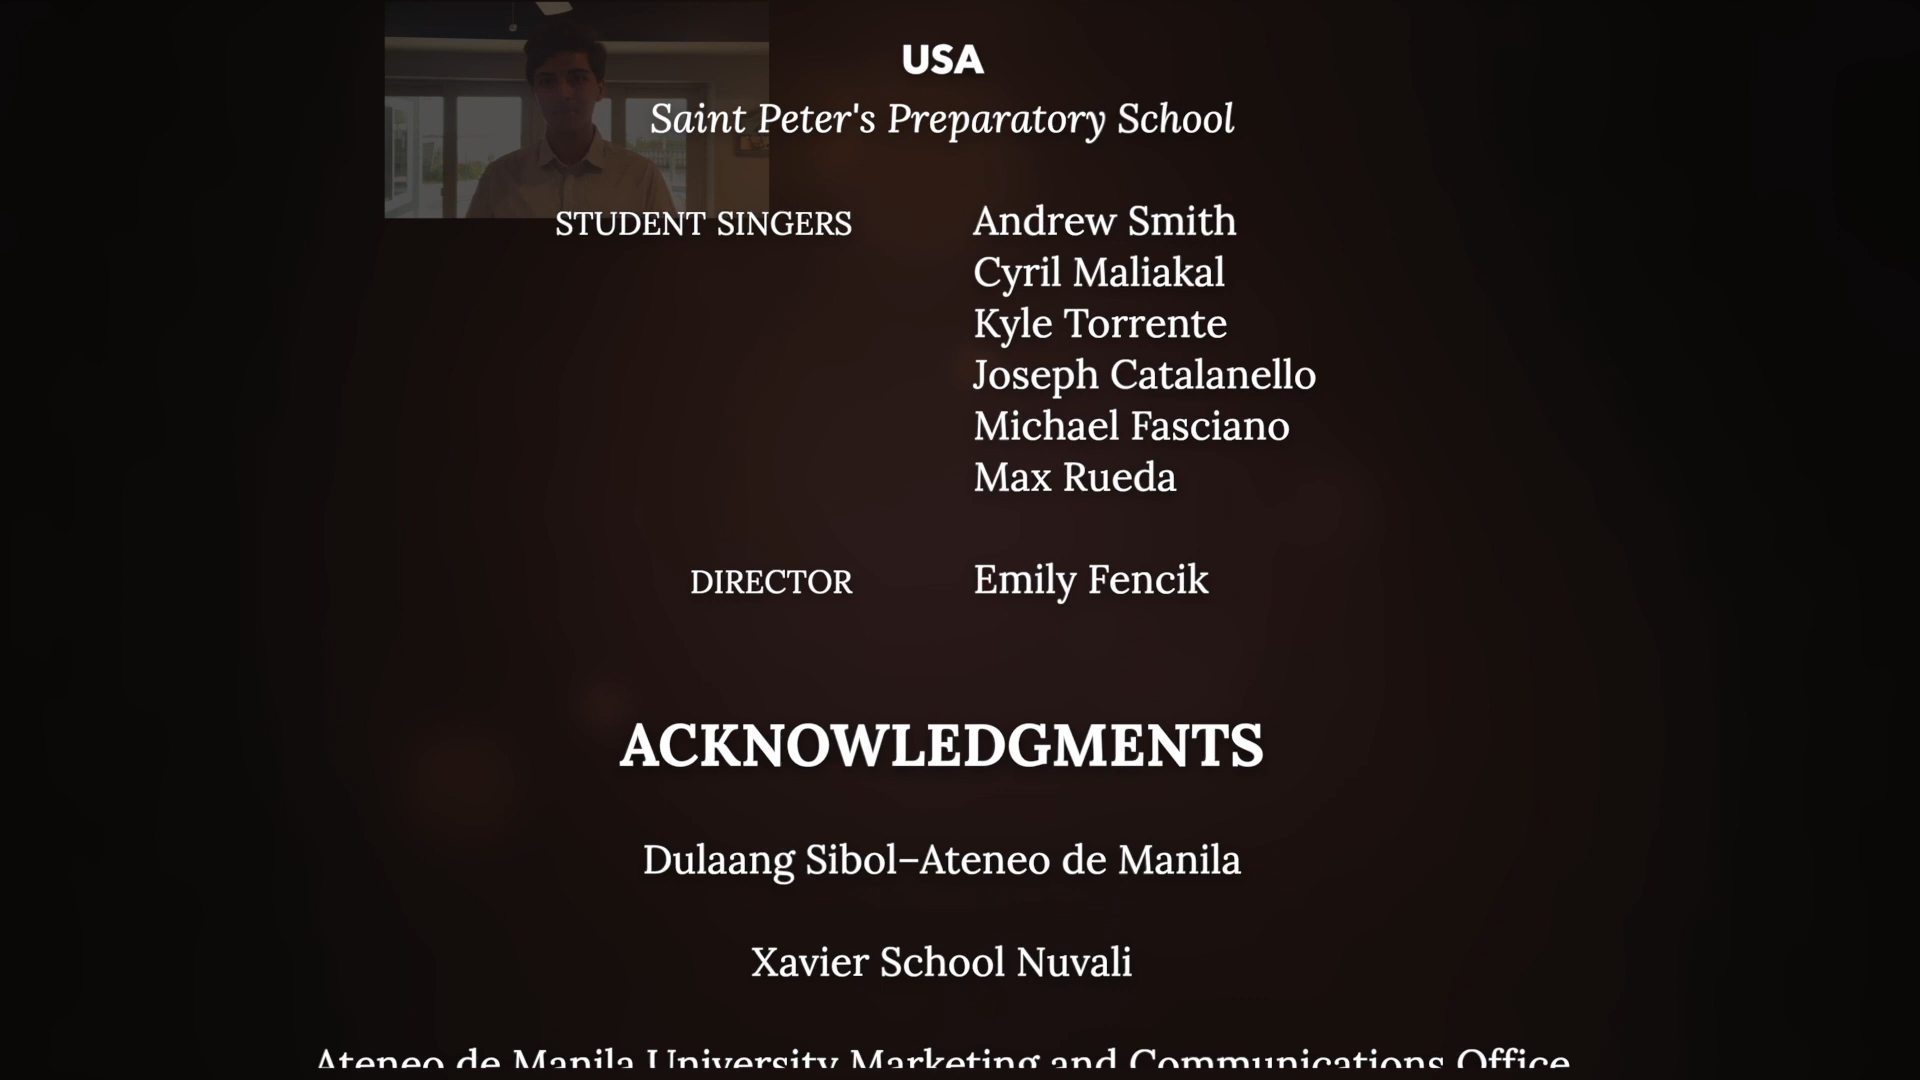 USA
Saint Peter's Preparatory School
STUDENT SINGERS Andrew Smith
Cyril Maliakal
Kyle Torrente
Joseph Catalanello
Michael Fasciano
Max Rueda
DIRECTOR Emily Fencik
ACKNOWLEDGMENTS
Dulaang Sibol–Ateneo de Manila
Xavier School Nuvali
Ateneo de Manila University Marketing and Communications Office